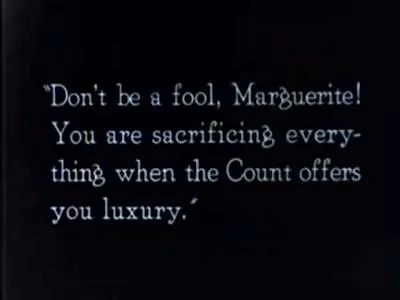 "Don't be a fool, Marguerite!
You are sacrificing every-
thing when the Count offers
you luxury."